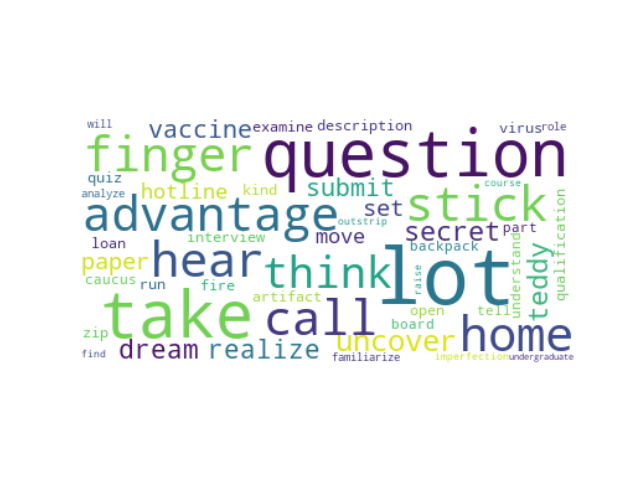 will
vaccine
examine
description
virus
role
finger
question
quiz
analyze
hotline
kind
submit
course
stick
advantage
set
outstrip
secret
part
loan
interview
move
backpack
paper
hear
think
lot
raise
understand
teddy
qualification
caucus
run
fire
artifact
take
call
open
tell
board
zip
uncover
home
find
dream
realize
familiarize
imperfection
undergraduate